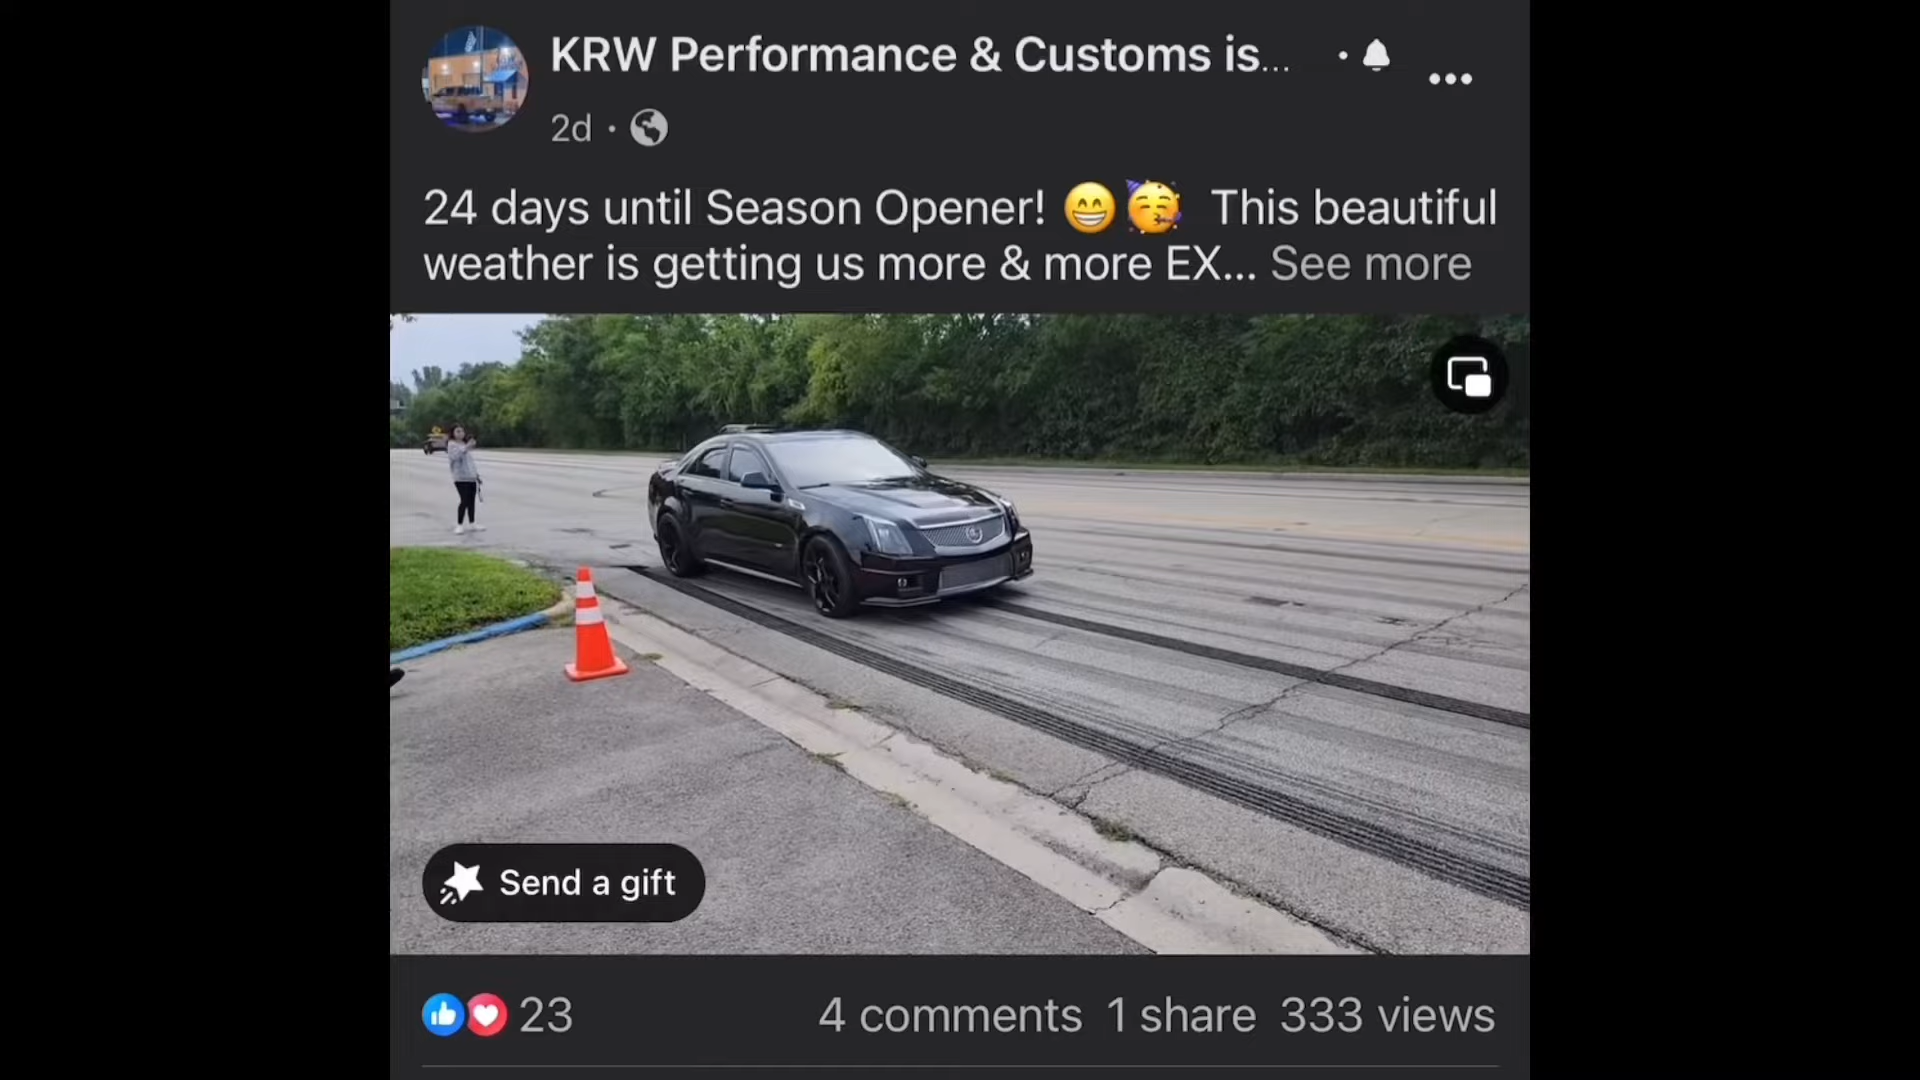 KRW Performance & Customs is...
2d
24 days until Season Opener! 😁🥳 This beautiful
weather is getting us more & more EX... See more
Send a gift
23 4 comments 1 share 333 views